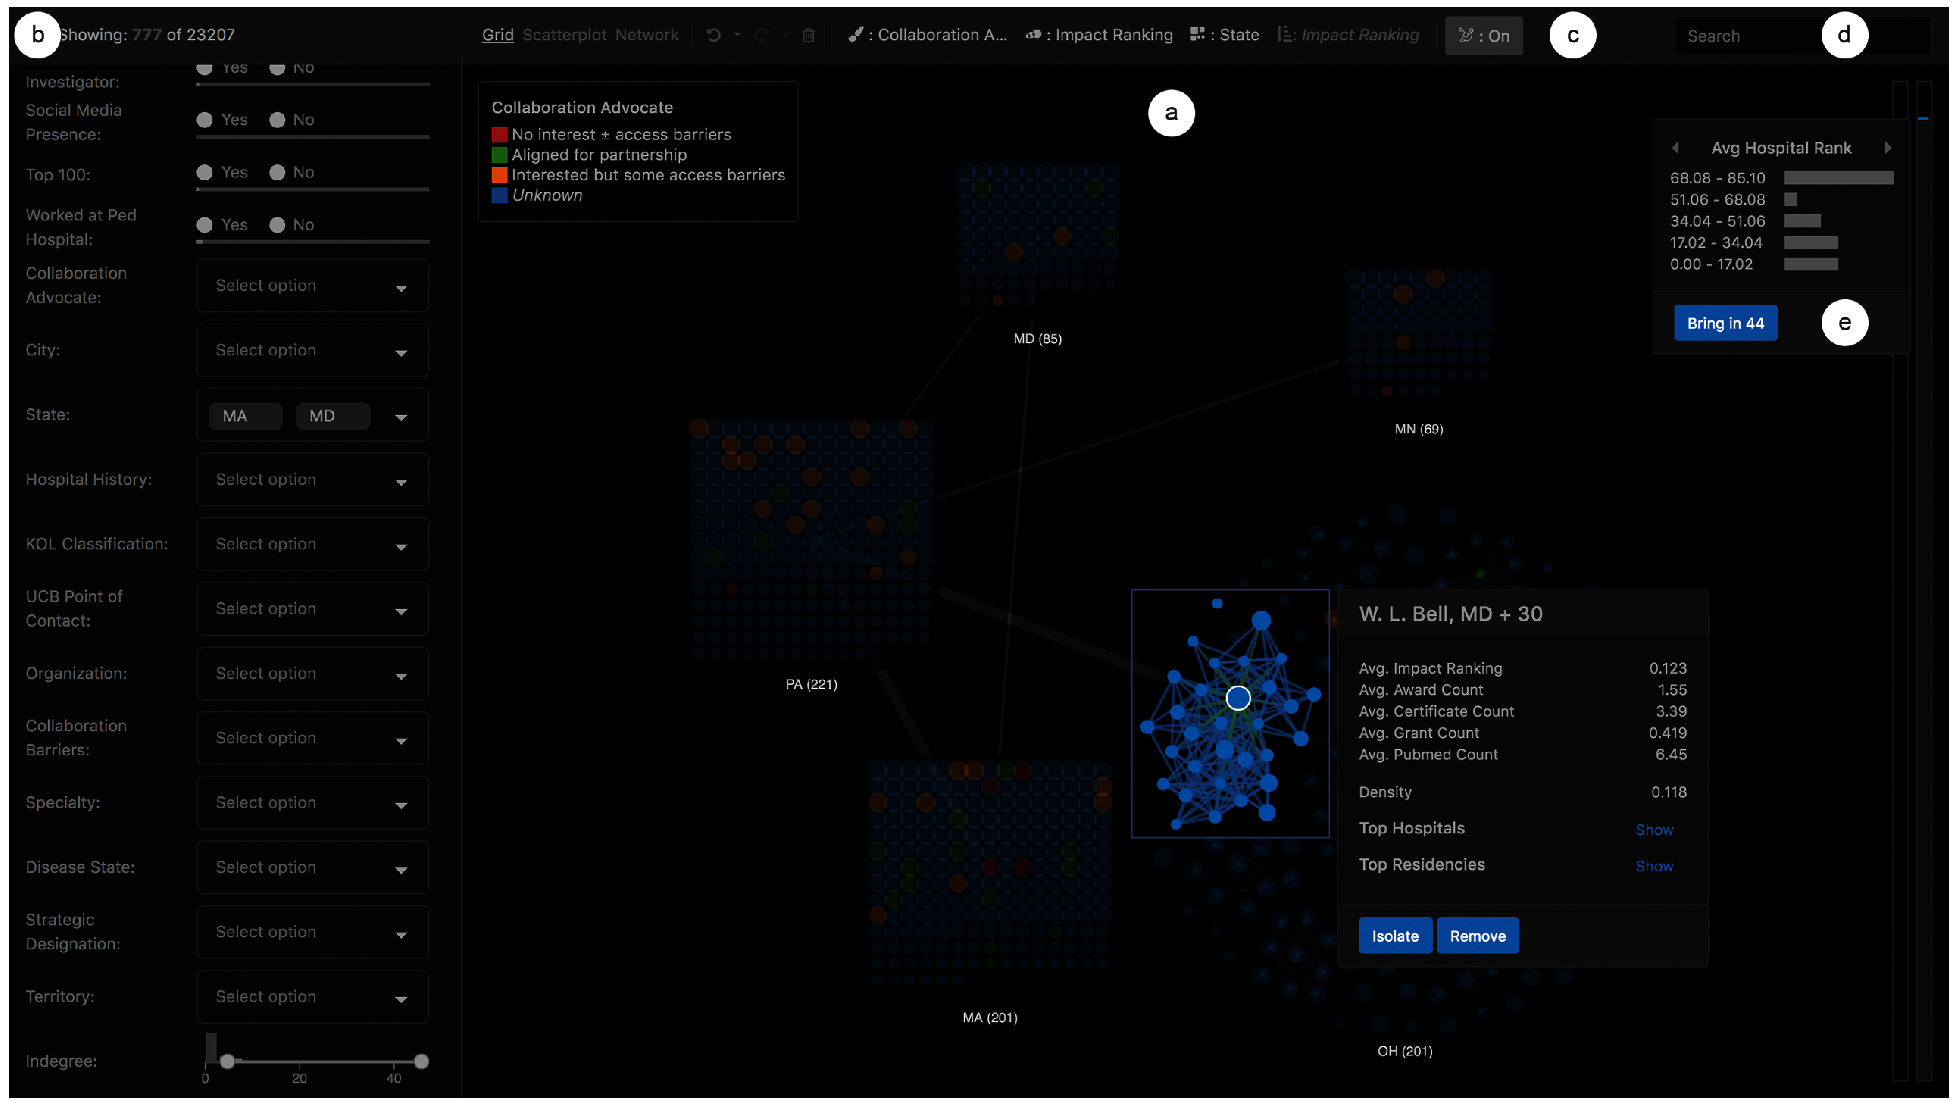 b
Showing: 777 of 23207
Grid Scatterplot Network
: Collaboration A...
: Impact Ranking
: State
: Impact Ranking
: On
c
Search
d
Investigator:
Yes No
Social Media
Presence:
Yes No
Top 100:
Yes No
Worked at Ped
Hospital:
Yes No
Collaboration
Advocate:
Select option
City:
Select option
State:
MA MD
Hospital History:
Select option
KOL Classification:
Select option
UCB Point of
Contact:
Select option
Organization:
Select option
Collaboration
Barriers:
Select option
Specialty:
Select option
Disease State:
Select option
Strategic
Designation:
Select option
Territory:
Select option
Indegree:
0 20 40
Collaboration Advocate
No interest + access barriers
Aligned for partnership
Interested but some access barriers
Unknown
a
MD (85)
MN (69)
PA (221)
MA (201)
OH (201)
Avg Hospital Rank
68.08 - 85.10
51.06 - 68.08
34.04 - 51.06
17.02 - 34.04
0.00 - 17.02
Bring in 44
e
W. L. Bell, MD + 30
Avg. Impact Ranking 0.123
Avg. Award Count 1.55
Avg. Certificate Count 3.39
Avg. Grant Count 0.419
Avg. Pubmed Count 6.45
Density 0.118
Top Hospitals Show
Top Residencies Show
Isolate Remove